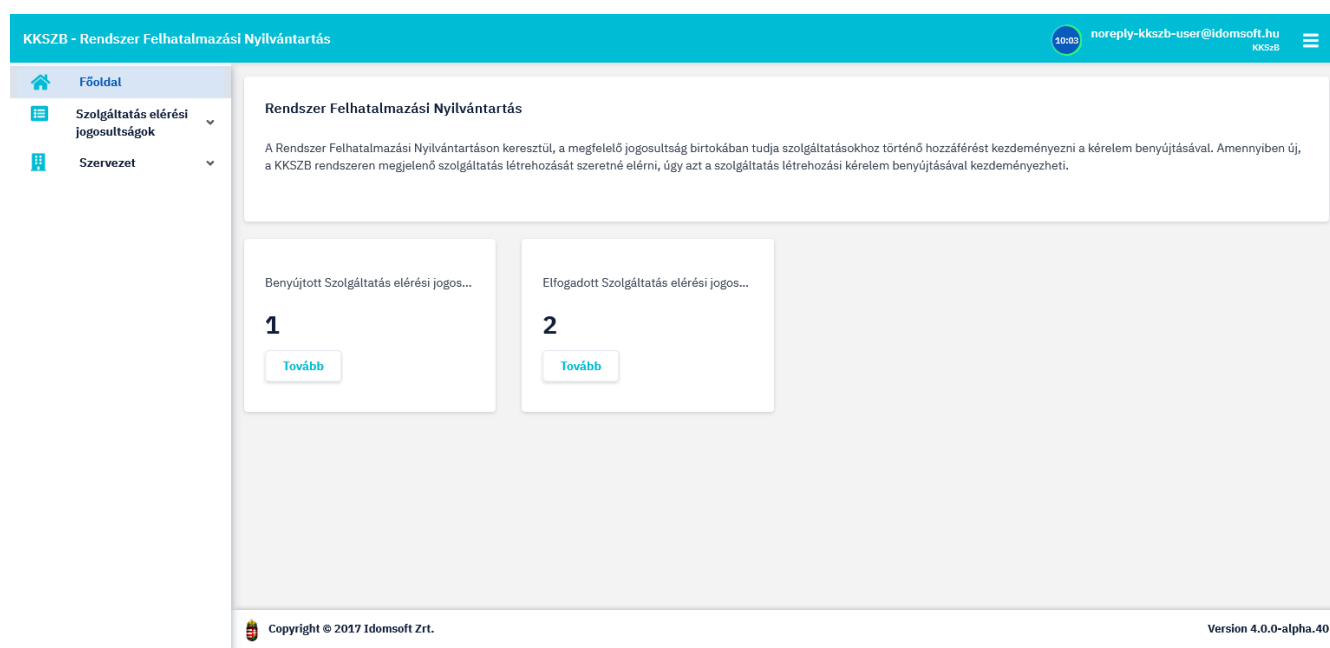 KKSZB - Rendszer Felhatalmazási Nyilvántartás
10:03
noreply-kkszb-user@idomsoft.hu
KKSzB
Főoldal
Szolgáltatás elérési
jogosultságok
Szervezet
Rendszer Felhatalmazási Nyilvántartás
A Rendszer Felhatalmazási Nyilvántartáson keresztül, a megfelelő jogosultság birtokában tudja szolgáltatásokhoz történő hozzáférést kezdeményezni a kérelem benyújtásával. Amennyiben új,
a KKSZB rendszeren megjelenő szolgáltatás létrehozását szeretné elérni, úgy azt a szolgáltatás létrehozási kérelem benyújtásával kezdeményezheti.
Benyújtott Szolgáltatás elérési jogos...
1
Tovább
Elfogadott Szolgáltatás elérési jogos...
2
Tovább
Copyright © 2017 Idomsoft Zrt.
Version 4.0.0-alpha.40